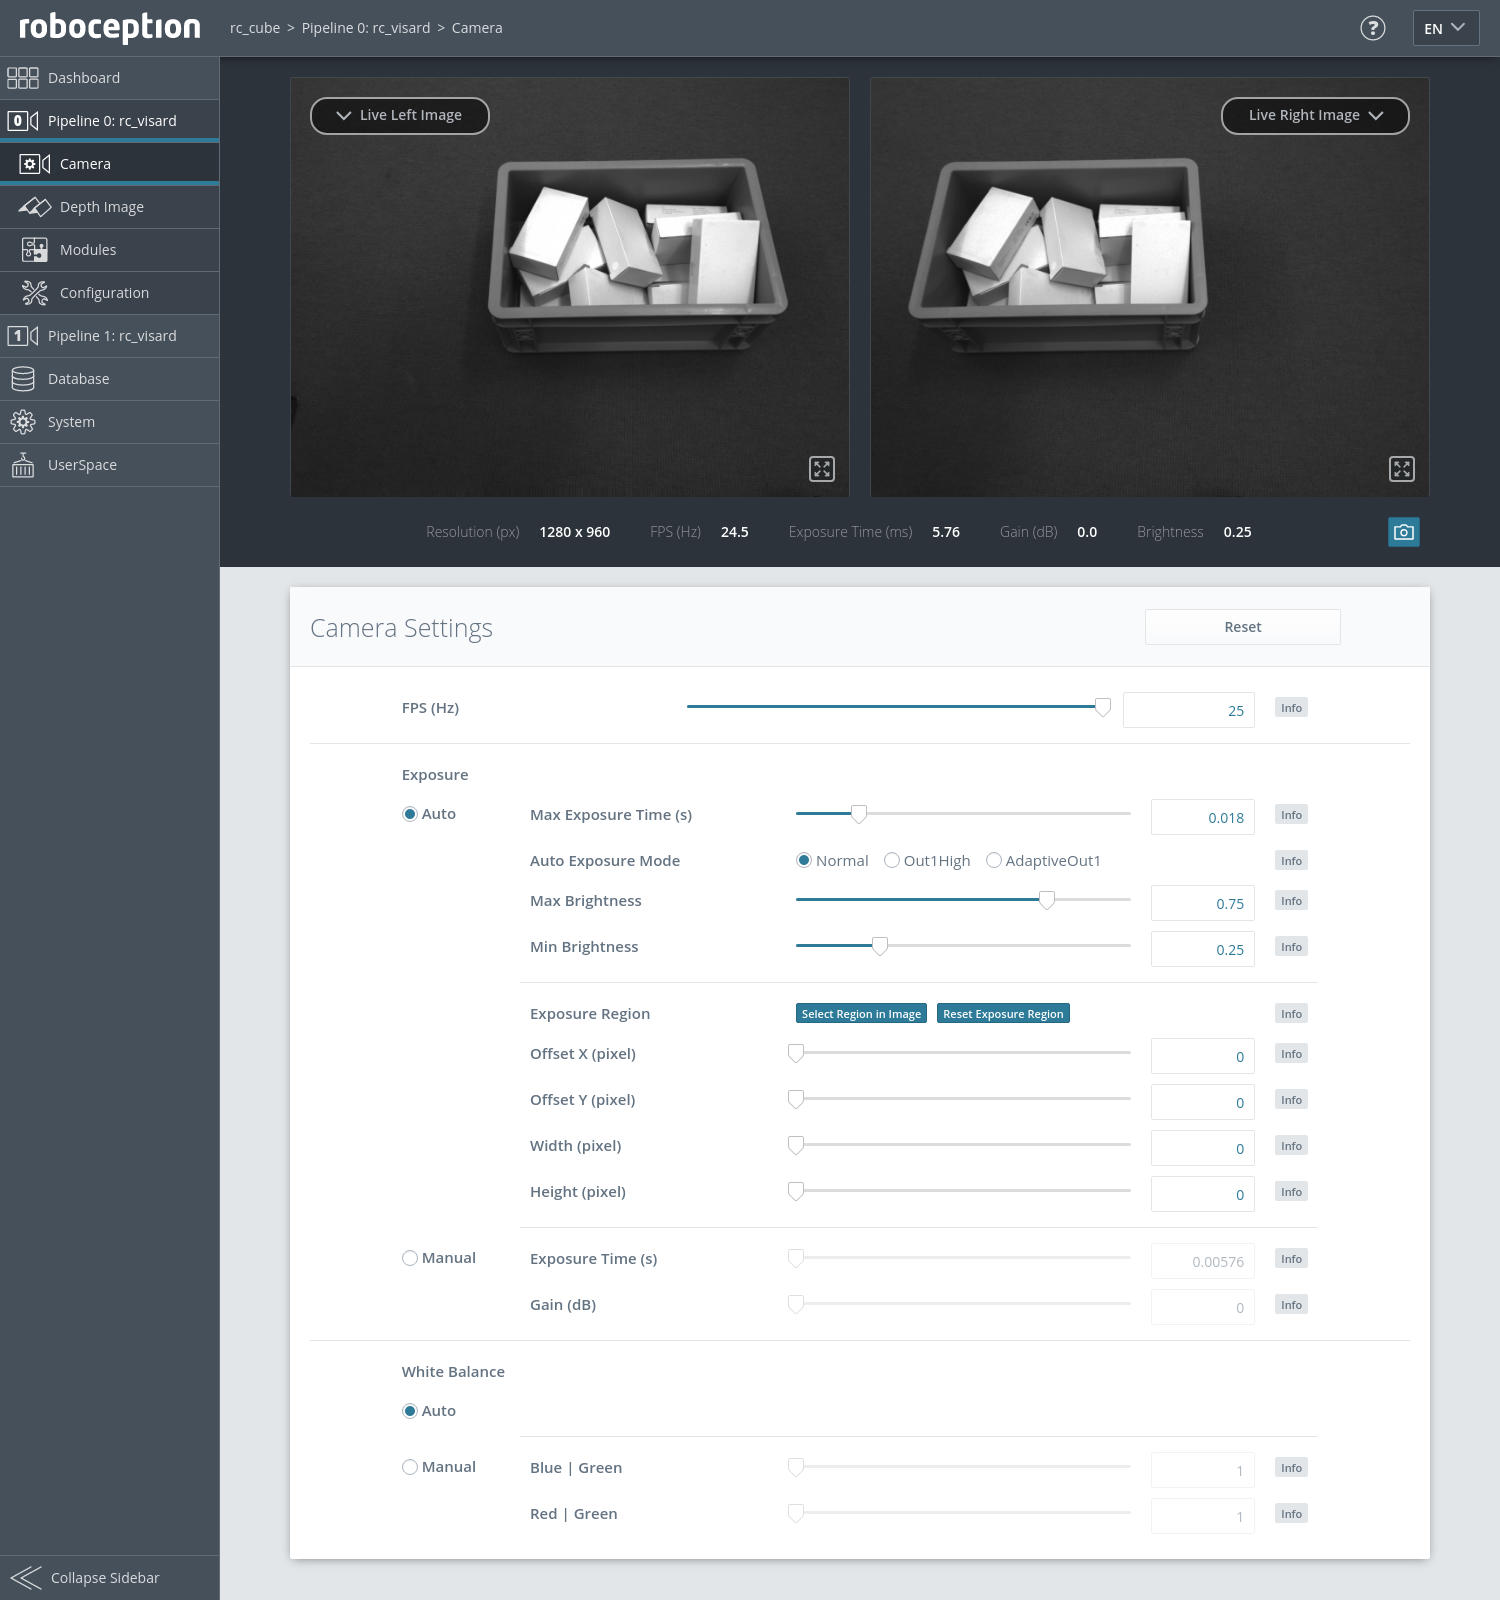 roboception
rc_cube > Pipeline 0: rc_visard > Camera
?
EN
Dashboard
0 Pipeline 0: rc_visard
Camera
Depth Image
Modules
Configuration
1 Pipeline 1: rc_visard
Database
System
UserSpace
Collapse Sidebar
Live Left Image
Live Right Image
Resolution (px) 1280 x 960 FPS (Hz) 24.5 Exposure Time (ms) 5.76 Gain (dB) 0.0 Brightness 0.25
Camera Settings
Reset
FPS (Hz) 25 Info
Exposure
Auto Max Exposure Time (s) 0.018 Info
Auto Exposure Mode Normal Out1High AdaptiveOut1 Info
Max Brightness 0.75 Info
Min Brightness 0.25 Info
Exposure Region Select Region in Image Reset Exposure Region Info
Offset X (pixel) 0 Info
Offset Y (pixel) 0 Info
Width (pixel) 0 Info
Height (pixel) 0 Info
Manual Exposure Time (s) 0.00576 Info
Gain (dB) 0 Info
White Balance
Auto
Manual Blue | Green 1 Info
Red | Green 1 Info